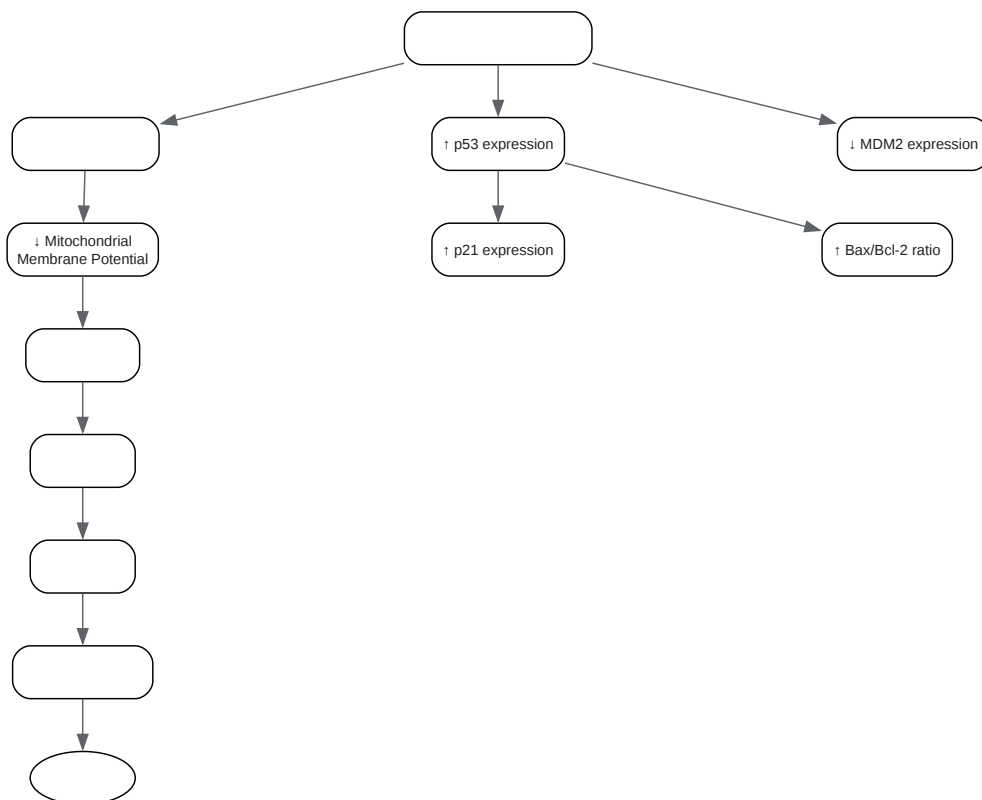 ↑ p53 expression
↓ MDM2 expression
↓ Mitochondrial
Membrane Potential
↑ p21 expression
↑ Bax/Bcl-2 ratio